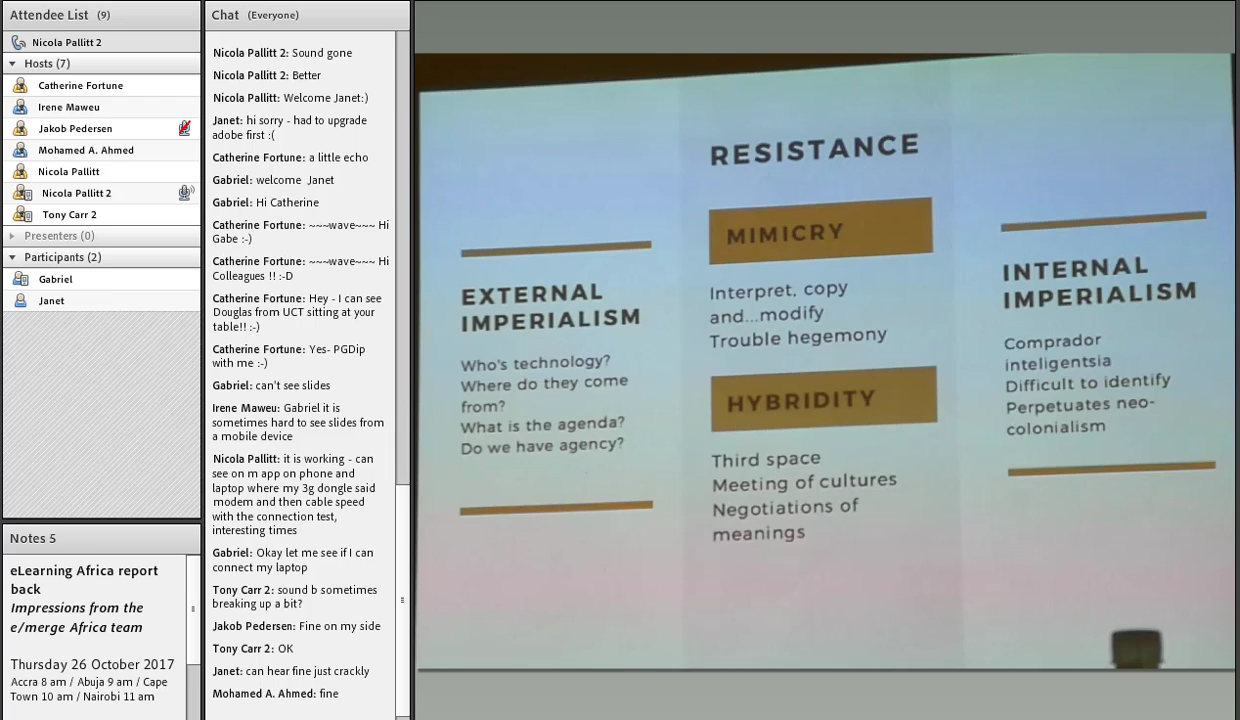 Attendee List (9)
Nicola Pallitt 2
Hosts (7)
Catherine Fortune
Irene Maweu
Jakob Pedersen
Mohamed A. Ahmed
Nicola Pallitt
Nicola Pallitt 2
Tony Carr 2
Presenters (0)
Participants (2)
Gabriel
Janet
Notes 5
eLearning Africa report
back
Impressions from the
e/merge Africa team
Thursday 26 October 2017
Accra 8 am / Abuja 9 am / Cape
Town 10 am / Nairobi 11 am
Chat (Everyone)
Nicola Pallitt 2: Sound gone
Nicola Pallitt 2: Better
Nicola Pallitt: Welcome Janet:)
Janet: hi sorry - had to upgrade
adobe first :(
Catherine Fortune: a little echo
Gabriel: welcome Janet
Gabriel: Hi Catherine
Catherine Fortune: ~~~wave~~~ Hi
Gabe :-)
Catherine Fortune: ~~~wave~~~ Hi
Colleagues !! :-D
Catherine Fortune: Hey - I can see
Douglas from UCT sitting at your
table!! :-)
Catherine Fortune: Yes- PGDip
with me :-)
Gabriel: can't see slides
Irene Maweu: Gabriel it is
sometimes hard to see slides from
a mobile device
Nicola Pallitt: it is working - can
see on m app on phone and
laptop where my 3g dongle said
modem and then cable speed
with the connection test,
interesting times
Gabriel: Okay let me see if I can
connect my laptop
Tony Carr 2: sound b sometimes
breaking up a bit?
Jakob Pedersen: Fine on my side
Tony Carr 2: OK
Janet: can hear fine just crackly
Mohamed A. Ahmed: fine
EXTERNAL
IMPERIALISM
Who's technology?
Where do they come
from?
What is the agenda?
Do we have agency?
RESISTANCE
MIMICRY
Interpret, copy
and...modify
Trouble hegemony
HYBRIDITY
Third space
Meeting of cultures
Negotiations of
meanings
INTERNAL
IMPERIALISM
Comprador
inteligentsia
Difficult to identify
Perpetuates neo-
colonialism